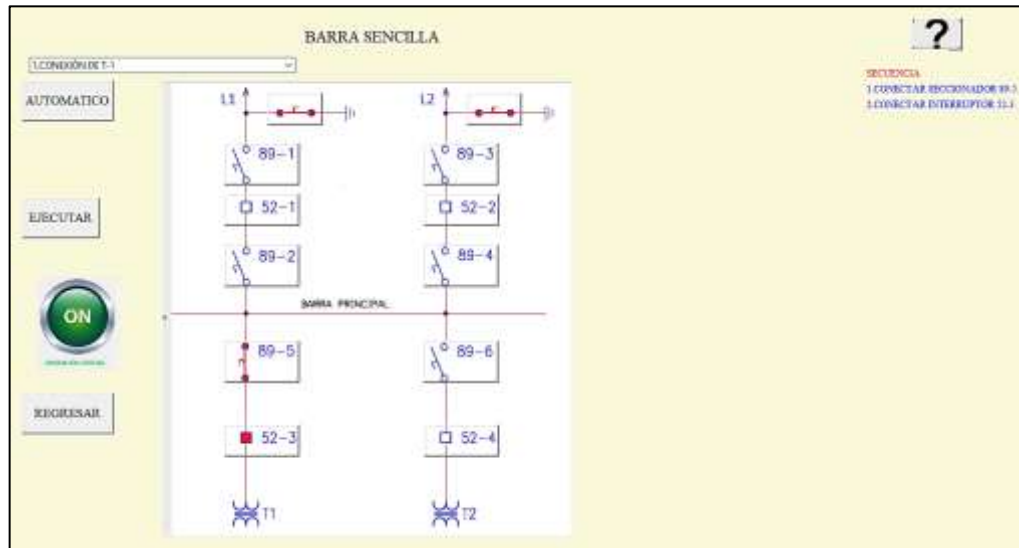 BARRA SENCILLA
?
1.CONEXIÓN DE T-1
SECUENCIA
1.CONECTAR SECCIONADOR 89-5
2.CONECTAR INTERRUPTOR 52-3
AUTOMATICO
L1
L2
89-1
89-3
52-1
52-2
EJECUTAR
89-2
89-4
ON
BARRA PRINCIPAL
89-5
89-6
REGRESAR
52-3
52-4
T1
T2